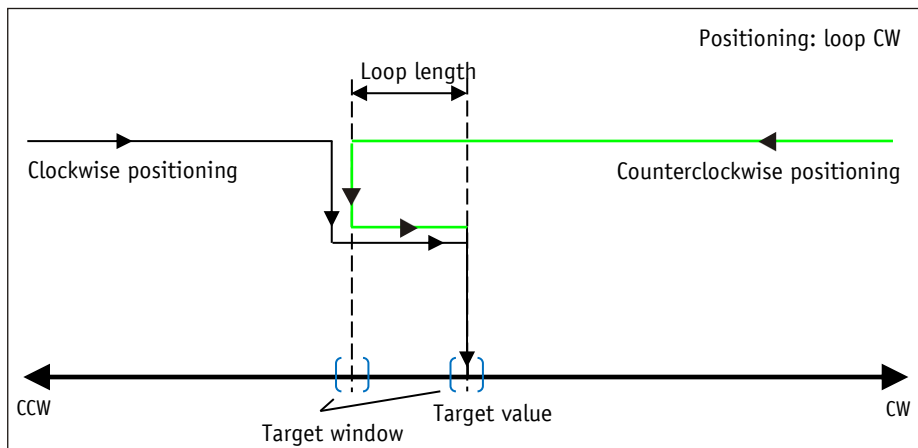 Positioning: loop CW
Loop length
Clockwise positioning
Counterclockwise positioning
CCW
CW
Target window
Target value